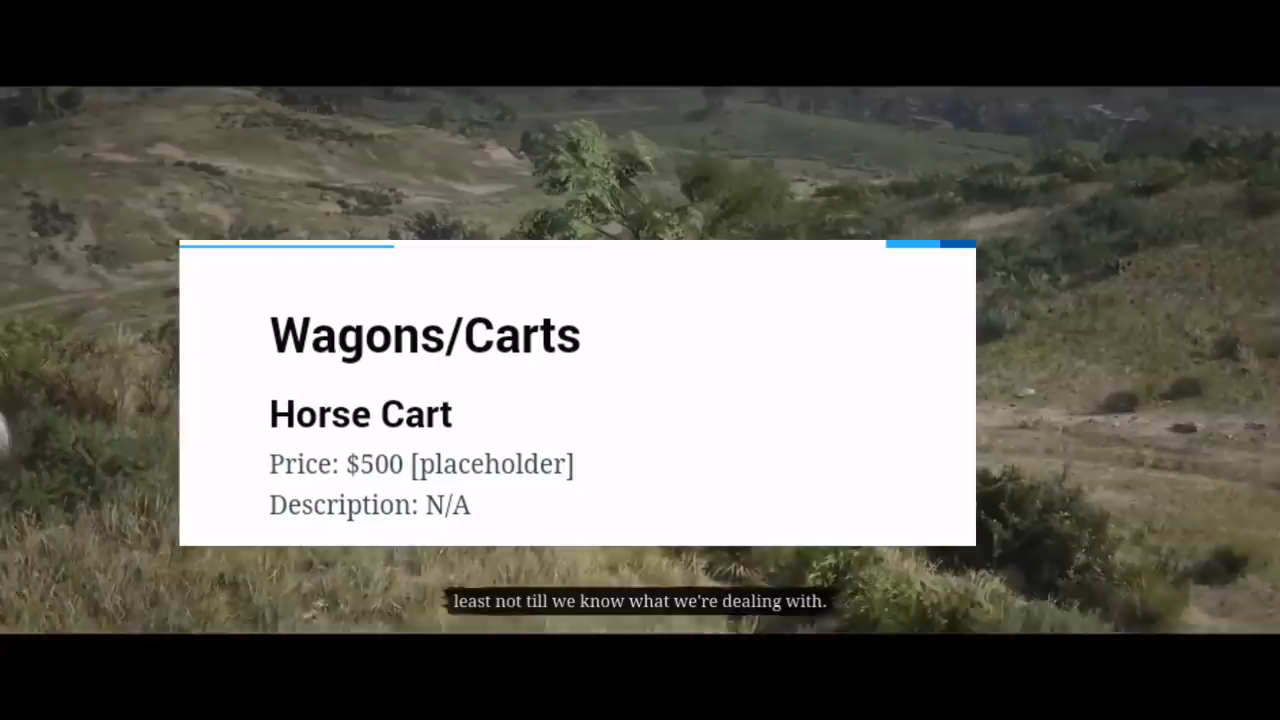 Wagons/Carts
Horse Cart
Price: $500 [placeholder]
Description: N/A
least not till we know what we're dealing with.